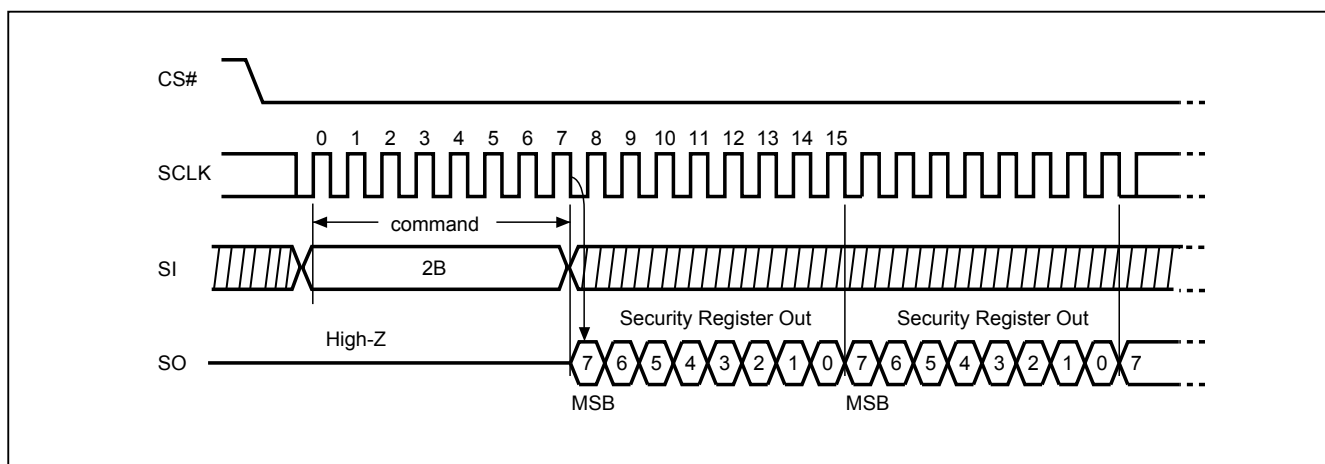 CS#
0 1 2 3 4 5 6 7 8 9 10 11 12 13 14 15
SCLK
command
SI
2B
Security Register Out Security Register Out
High-Z
SO
7 6 5 4 3 2 1 0 7 6 5 4 3 2 1 0 7
MSB MSB